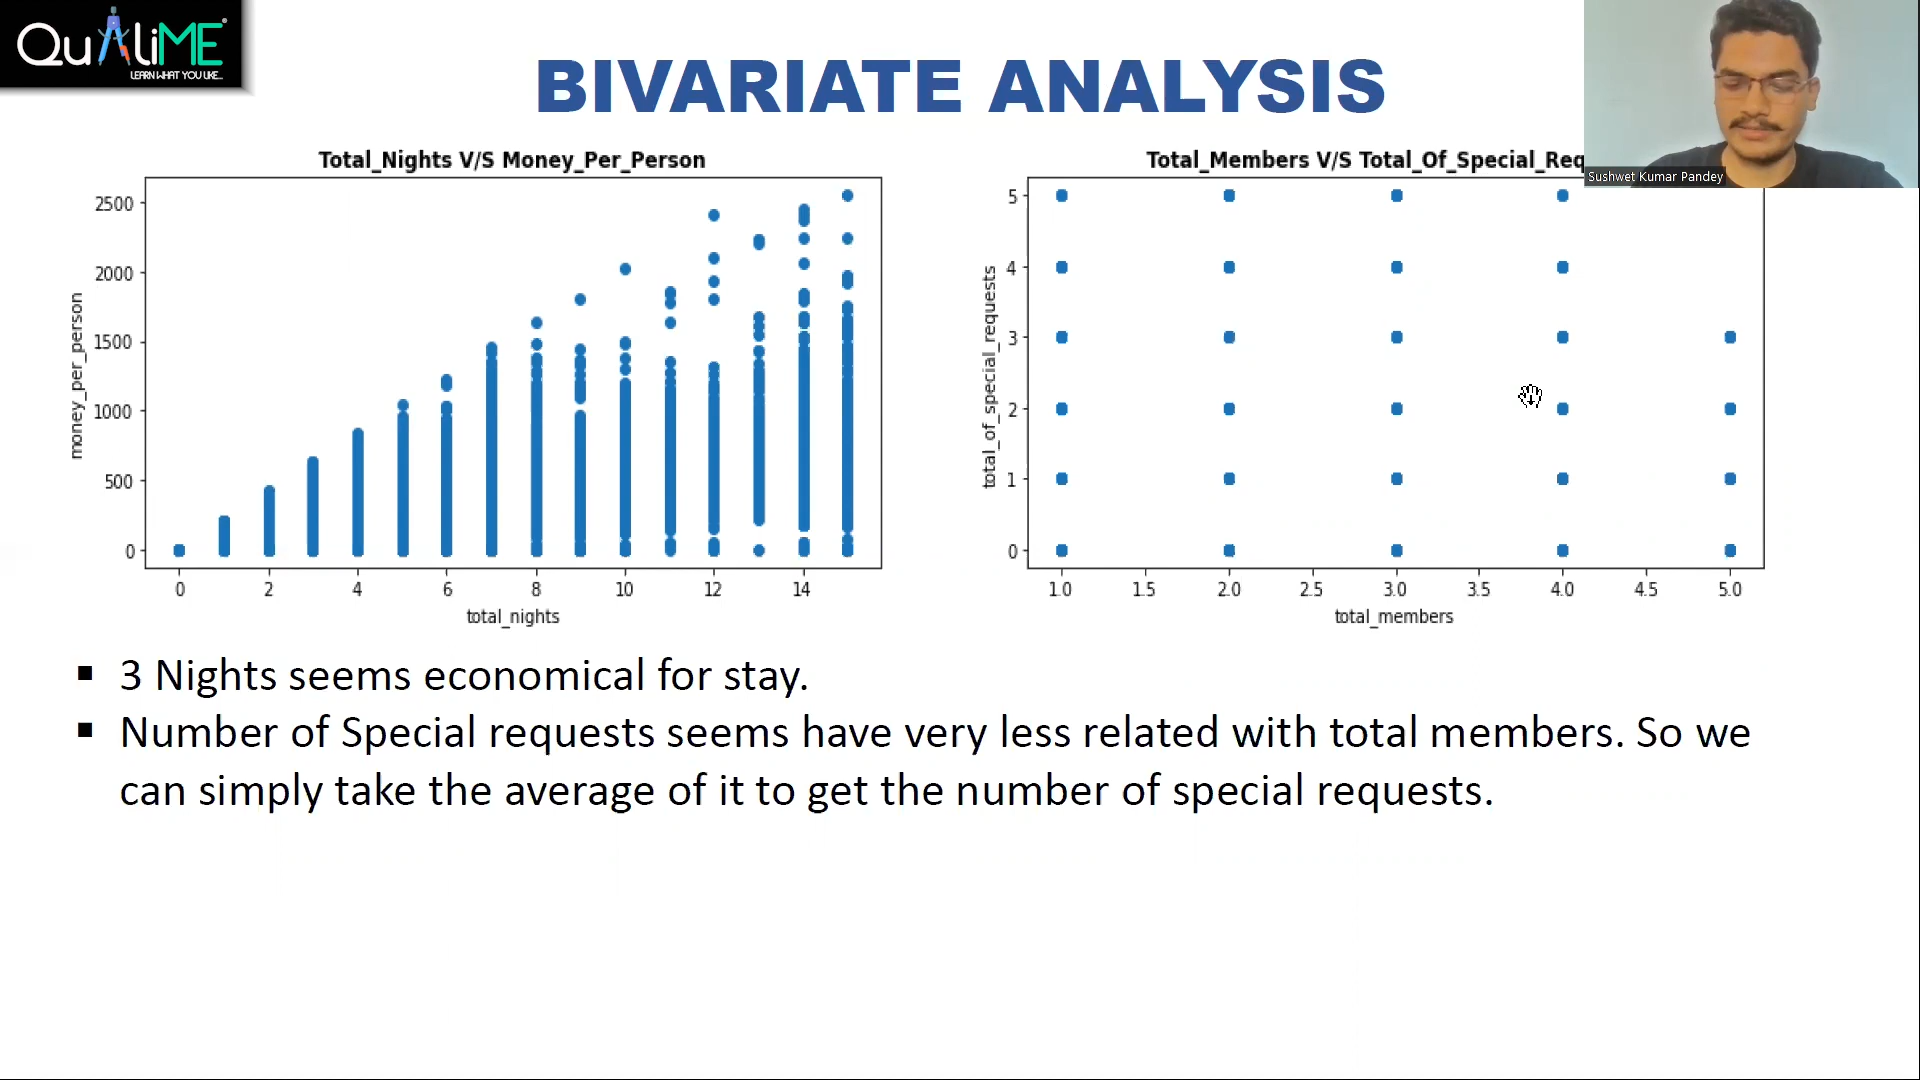 QuAliME
LEARN WHAT YOU LIKE...
BIVARIATE ANALYSIS
Total_Nights V/S Money_Per_Person
money_per_person
2500
2000
1500
1000
500
0
0 2 4 6 8 10 12 14
total_nights
Total_Members V/S Total_Of_Special_Req
Sushwet Kumar Pandey
total_of_special_requests
5
4
3
2
1
0
1.0 1.5 2.0 2.5 3.0 3.5 4.0 4.5 5.0
total_members
▪ 3 Nights seems economical for stay.
▪ Number of Special requests seems have very less related with total members. So we
can simply take the average of it to get the number of special requests.